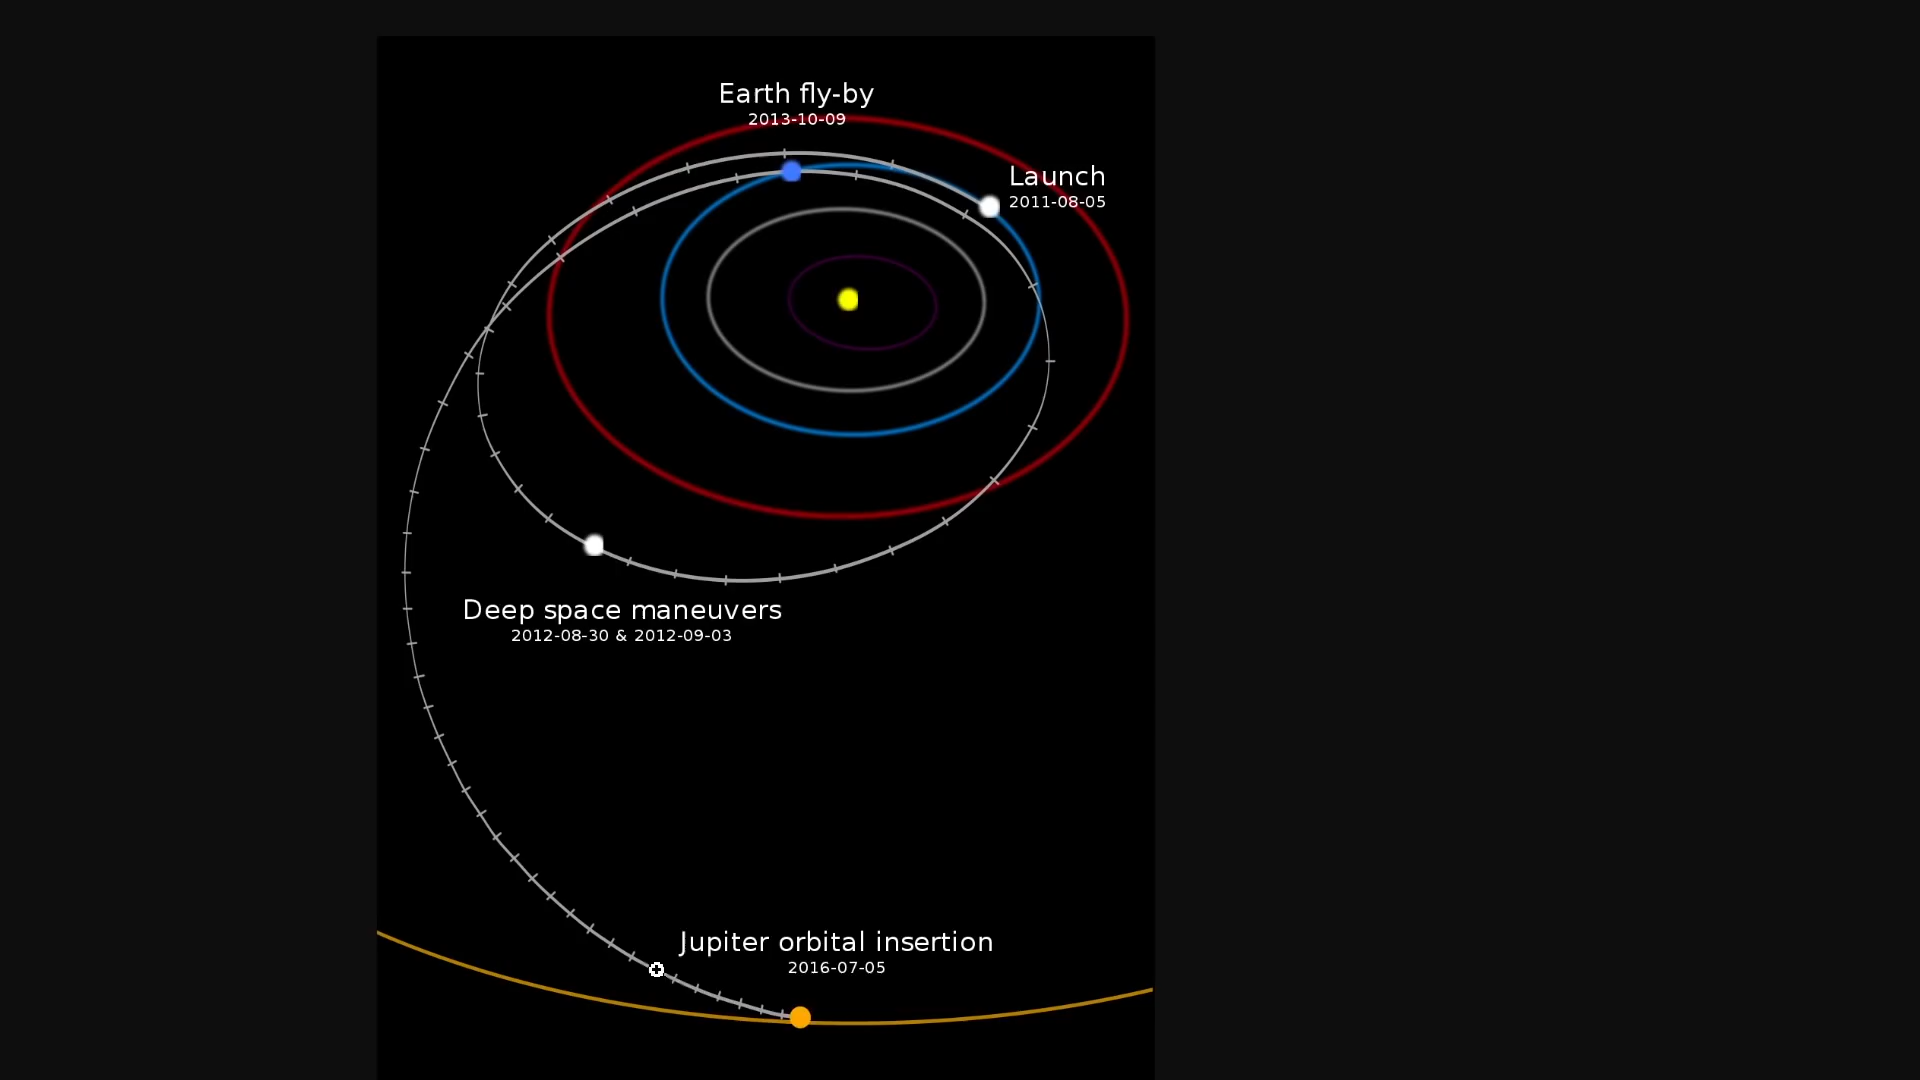 Earth fly-by
2013-10-09
Launch
2011-08-05
Deep space maneuvers
2012-08-30 & 2012-09-03
Jupiter orbital insertion
2016-07-05